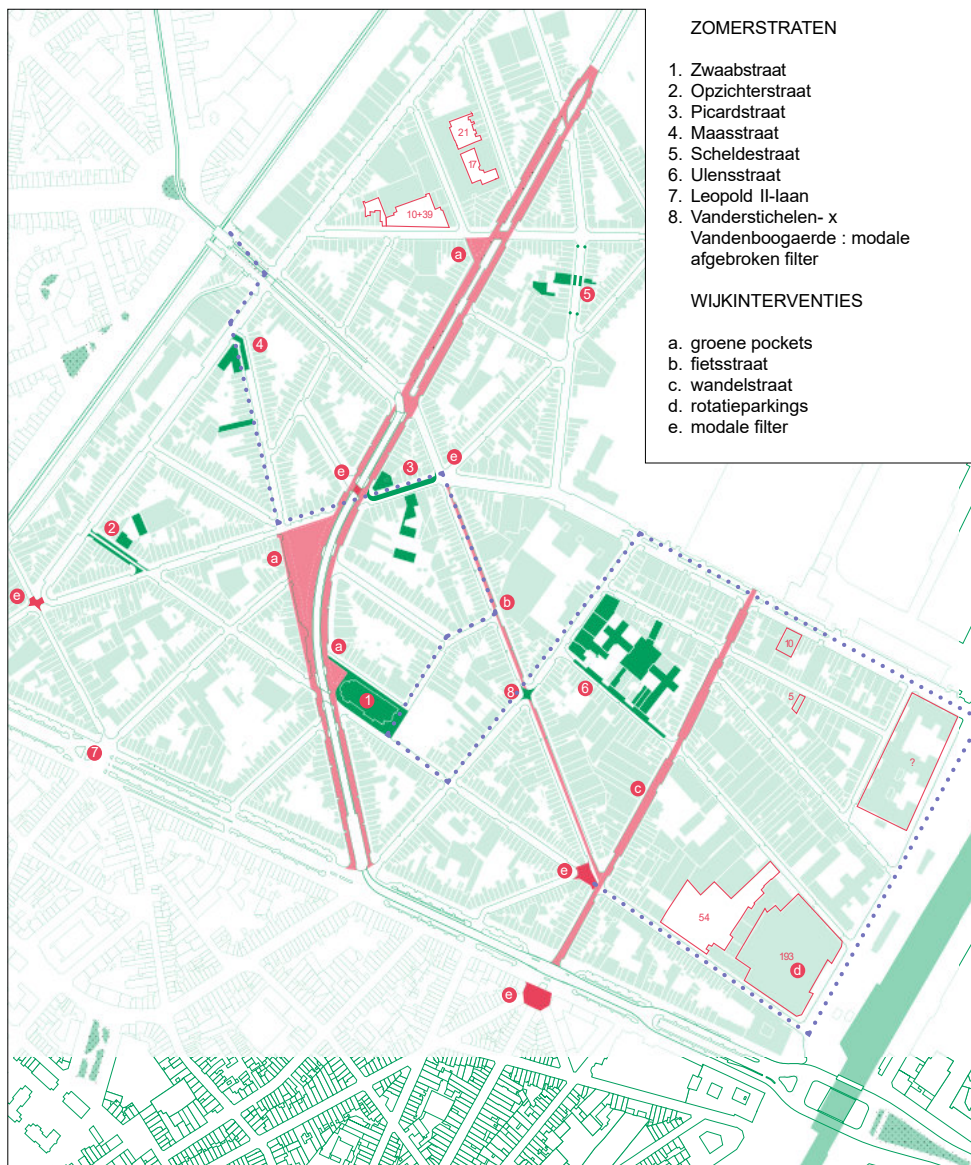 ZOMERSTRATEN
1. Zwaabstraat
2. Opzichterstraat
3. Picardstraat
4. Maasstraat
5. Scheldestraat
6. Ulensstraat
7. Leopold II-laan
8. Vanderstichelen- x
Vandenboogaerde : modale
afgebroken filter
WIJKINTERVENTIES
a. groene pockets
b. fietsstraat
c. wandelstraat
d. rotatieparkings
e. modale filter
21
17
10+39
a
5
4
e
3
e
2
a
e
b
10
a
6
8
1
5
7
?
c
e
54
193
d
e